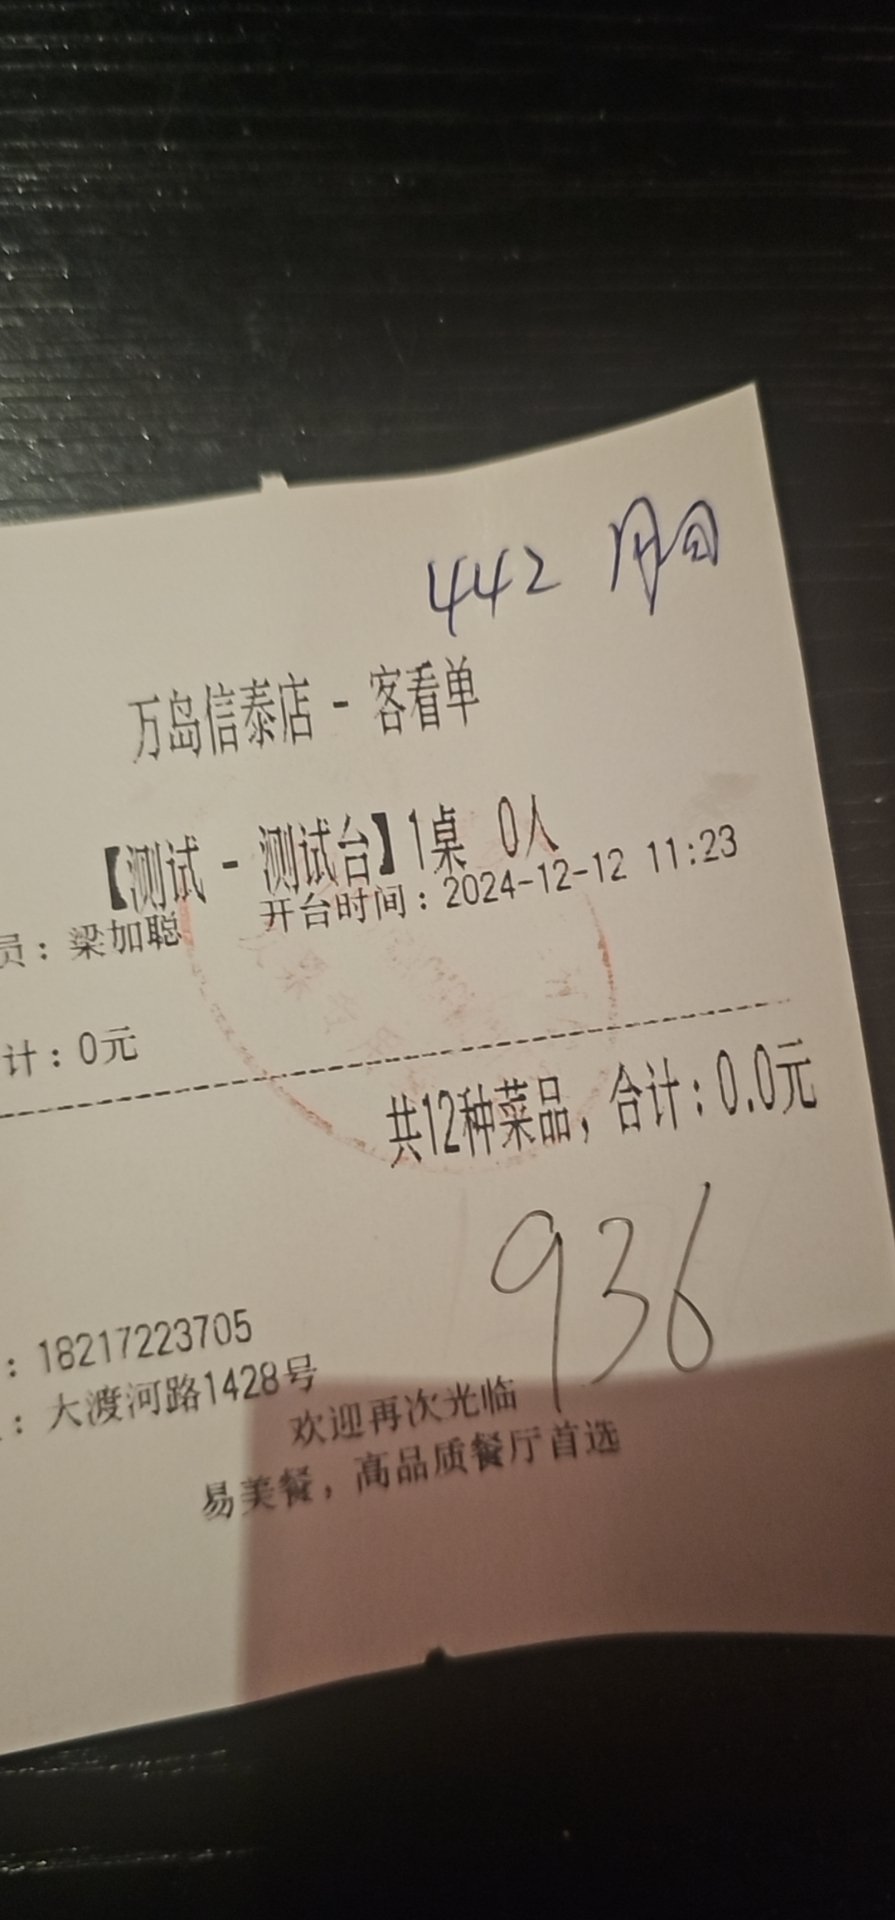 442
万岛信泰店 - 客看单
【测试 - 测试台】1桌 0人
员：梁加聪 开台时间：2024-12-12 11:23
计：0元
共12种菜品，合计：0.0元
936
：18217223705
：大渡河路1428号
欢迎再次光临
易美餐，高品质餐厅首选